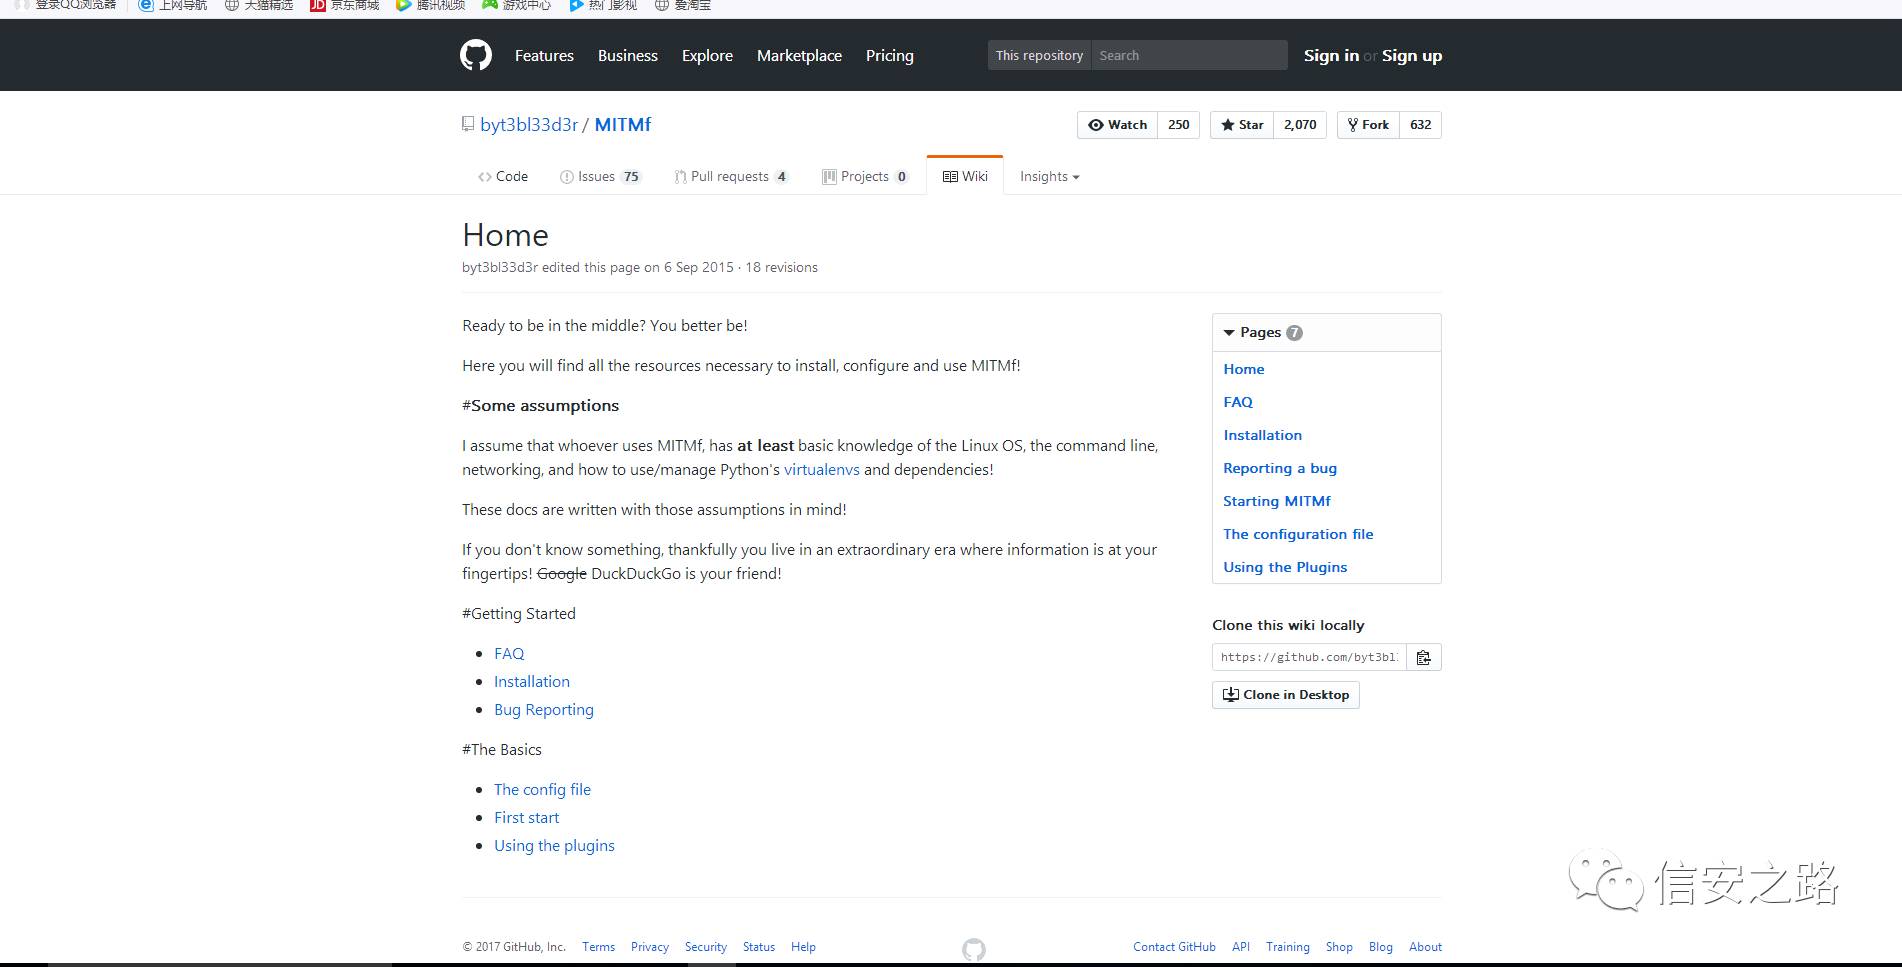 登录QQ浏览器 上网导航 天猫精选 JD 京东商城 腾讯视频 游戏中心 热门影视 爱淘宝
Features Business Explore Marketplace Pricing This repository Search Sign in or Sign up
byt3bl33d3r / MITMf Watch 250 Star 2,070 Fork 632
Code Issues 75 Pull requests 4 Projects 0 Wiki Insights
Home
byt3bl33d3r edited this page on 6 Sep 2015 · 18 revisions
Ready to be in the middle? You better be!
Here you will find all the resources necessary to install, configure and use MITMf!
#Some assumptions
I assume that whoever uses MITMf, has at least basic knowledge of the Linux OS, the command line,
networking, and how to use/manage Python's virtualenvs and dependencies!
These docs are written with those assumptions in mind!
If you don't know something, thankfully you live in an extraordinary era where information is at your
fingertips! Google DuckDuckGo is your friend!
#Getting Started
FAQ
Installation
Bug Reporting
#The Basics
The config file
First start
Using the plugins
Pages 7
Home
FAQ
Installation
Reporting a bug
Starting MITMf
The configuration file
Using the Plugins
Clone this wiki locally
https://github.com/byt3bl
Clone in Desktop
信安之路
© 2017 GitHub, Inc. Terms Privacy Security Status Help Contact GitHub API Training Shop Blog About